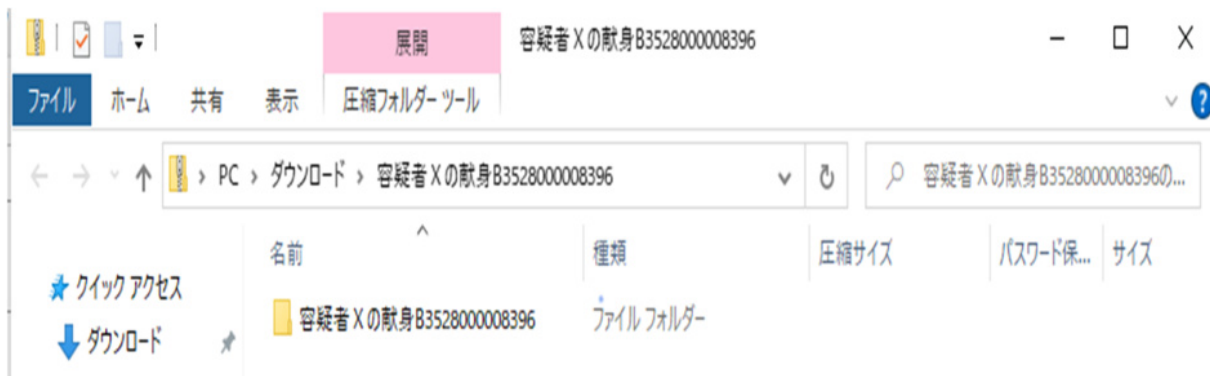 展開 容疑者Xの献身B3528000008396
ファイル ホーム 共有 表示 圧縮フォルダー ツール
PC › ダウンロード › 容疑者Xの献身B3528000008396 容疑者Xの献身B3528000008396の...
名前 種類 圧縮サイズ パスワード保... サイズ
クイック アクセス
容疑者Xの献身B3528000008396 ファイル フォルダー
ダウンロード